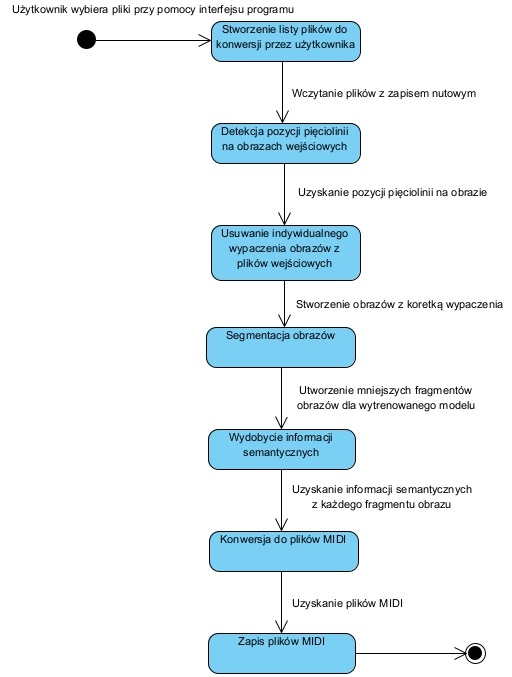 Użytkownik wybiera pliki przy pomocy interfejsu programu
Stworzenie listy plików do
konwersji przez użytkownika
Wczytanie plików z zapisem nutowym
Detekcja pozycji pięciolinii
na obrazach wejściowych
Uzyskanie pozycji pięciolinii na obrazie
Usuwanie indywidualnego
wypaczenia obrazów z
plików wejściowych
Stworzenie obrazów z koretką wypaczenia
Segmentacja obrazów
Utworzenie mniejszych fragmentów
obrazów dla wytrenowanego modelu
Wydobycie informacji
semantycznych
Uzyskanie informacji semantycznych
z każdego fragmentu obrazu
Konwersja do plików MIDI
Uzyskanie plików MIDI
Zapis plików MIDI